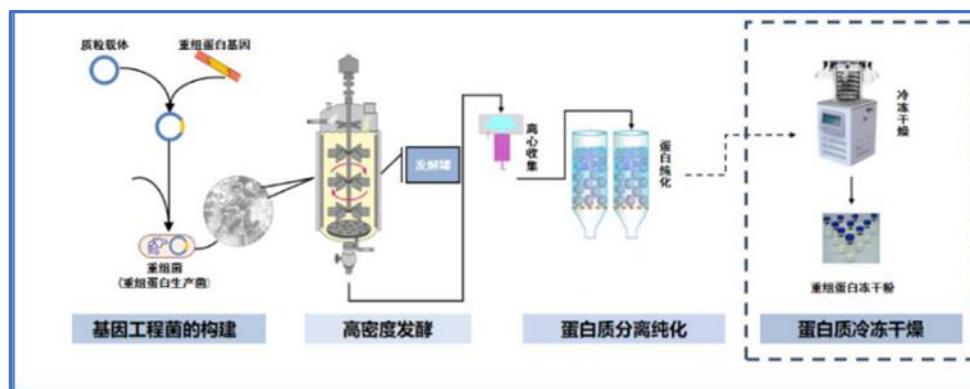 质粒载体
重组蛋白基因
重组菌
(重组蛋白生产菌)
发酵罐
离心收集
蛋白纯化
冷冻干燥
重组蛋白冻干粉
基因工程菌的构建
高密度发酵
蛋白质分离纯化
蛋白质冷冻干燥